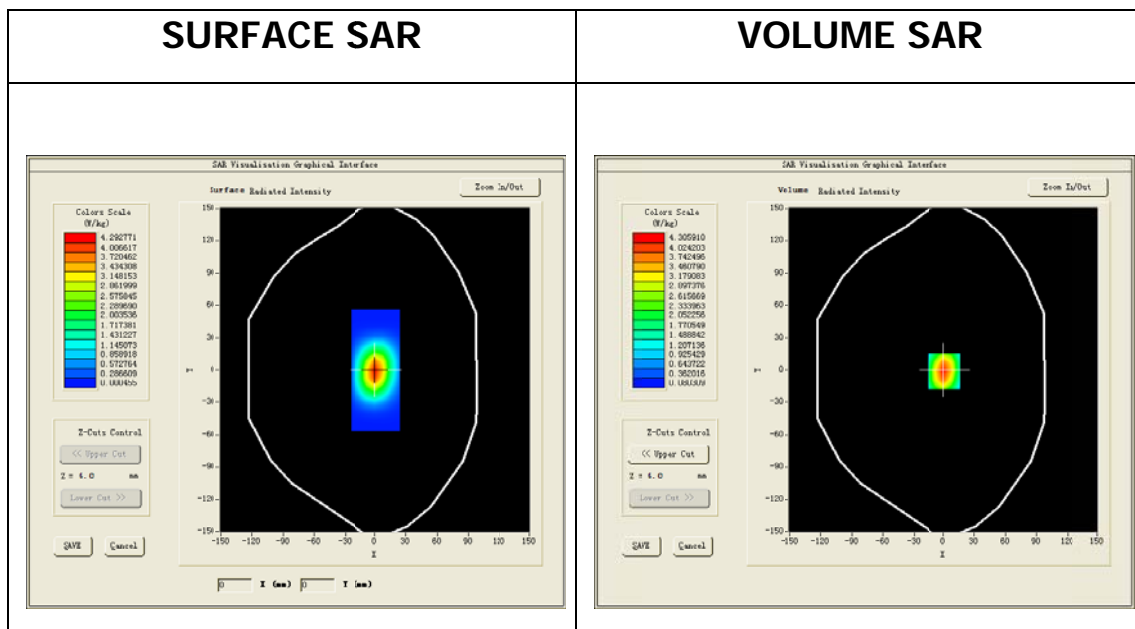 SURFACE SAR
VOLUME SAR
SAR Visualisation Graphical Interface
Surface Radiated Intensity
Zoom In/Out
Colors Scale
(W/kg)
4.292771
4.006617
3.720462
3.434308
3.148153
2.861999
2.575845
2.289690
2.003536
1.717381
1.431227
1.145073
0.858918
0.572764
0.286609
0.000455
Z-Cuts Control
<< Upper Cut
Z = 4.0 mm
Lower Cut >>
SAVE Cancel
150
120
90
60
30
0
-30
-60
-90
-120
-150
Y
-150 -120 -90 -60 -30 0 30 60 90 120 150
X
0 X (mm) 0 Y (mm)
SAR Visualisation Graphical Interface
Volume Radiated Intensity
Zoom In/Out
Colors Scale
(W/kg)
4.305910
4.024203
3.742496
3.460790
3.179083
2.897376
2.615669
2.333963
2.052256
1.770549
1.488842
1.207136
0.925429
0.643722
0.362016
0.080309
Z-Cuts Control
<< Upper Cut
Z = 4.0 mm
Lower Cut >>
SAVE Cancel
150
120
90
60
30
0
-30
-60
-90
-120
-150
Y
-150 -120 -90 -60 -30 0 30 60 90 120 150
X